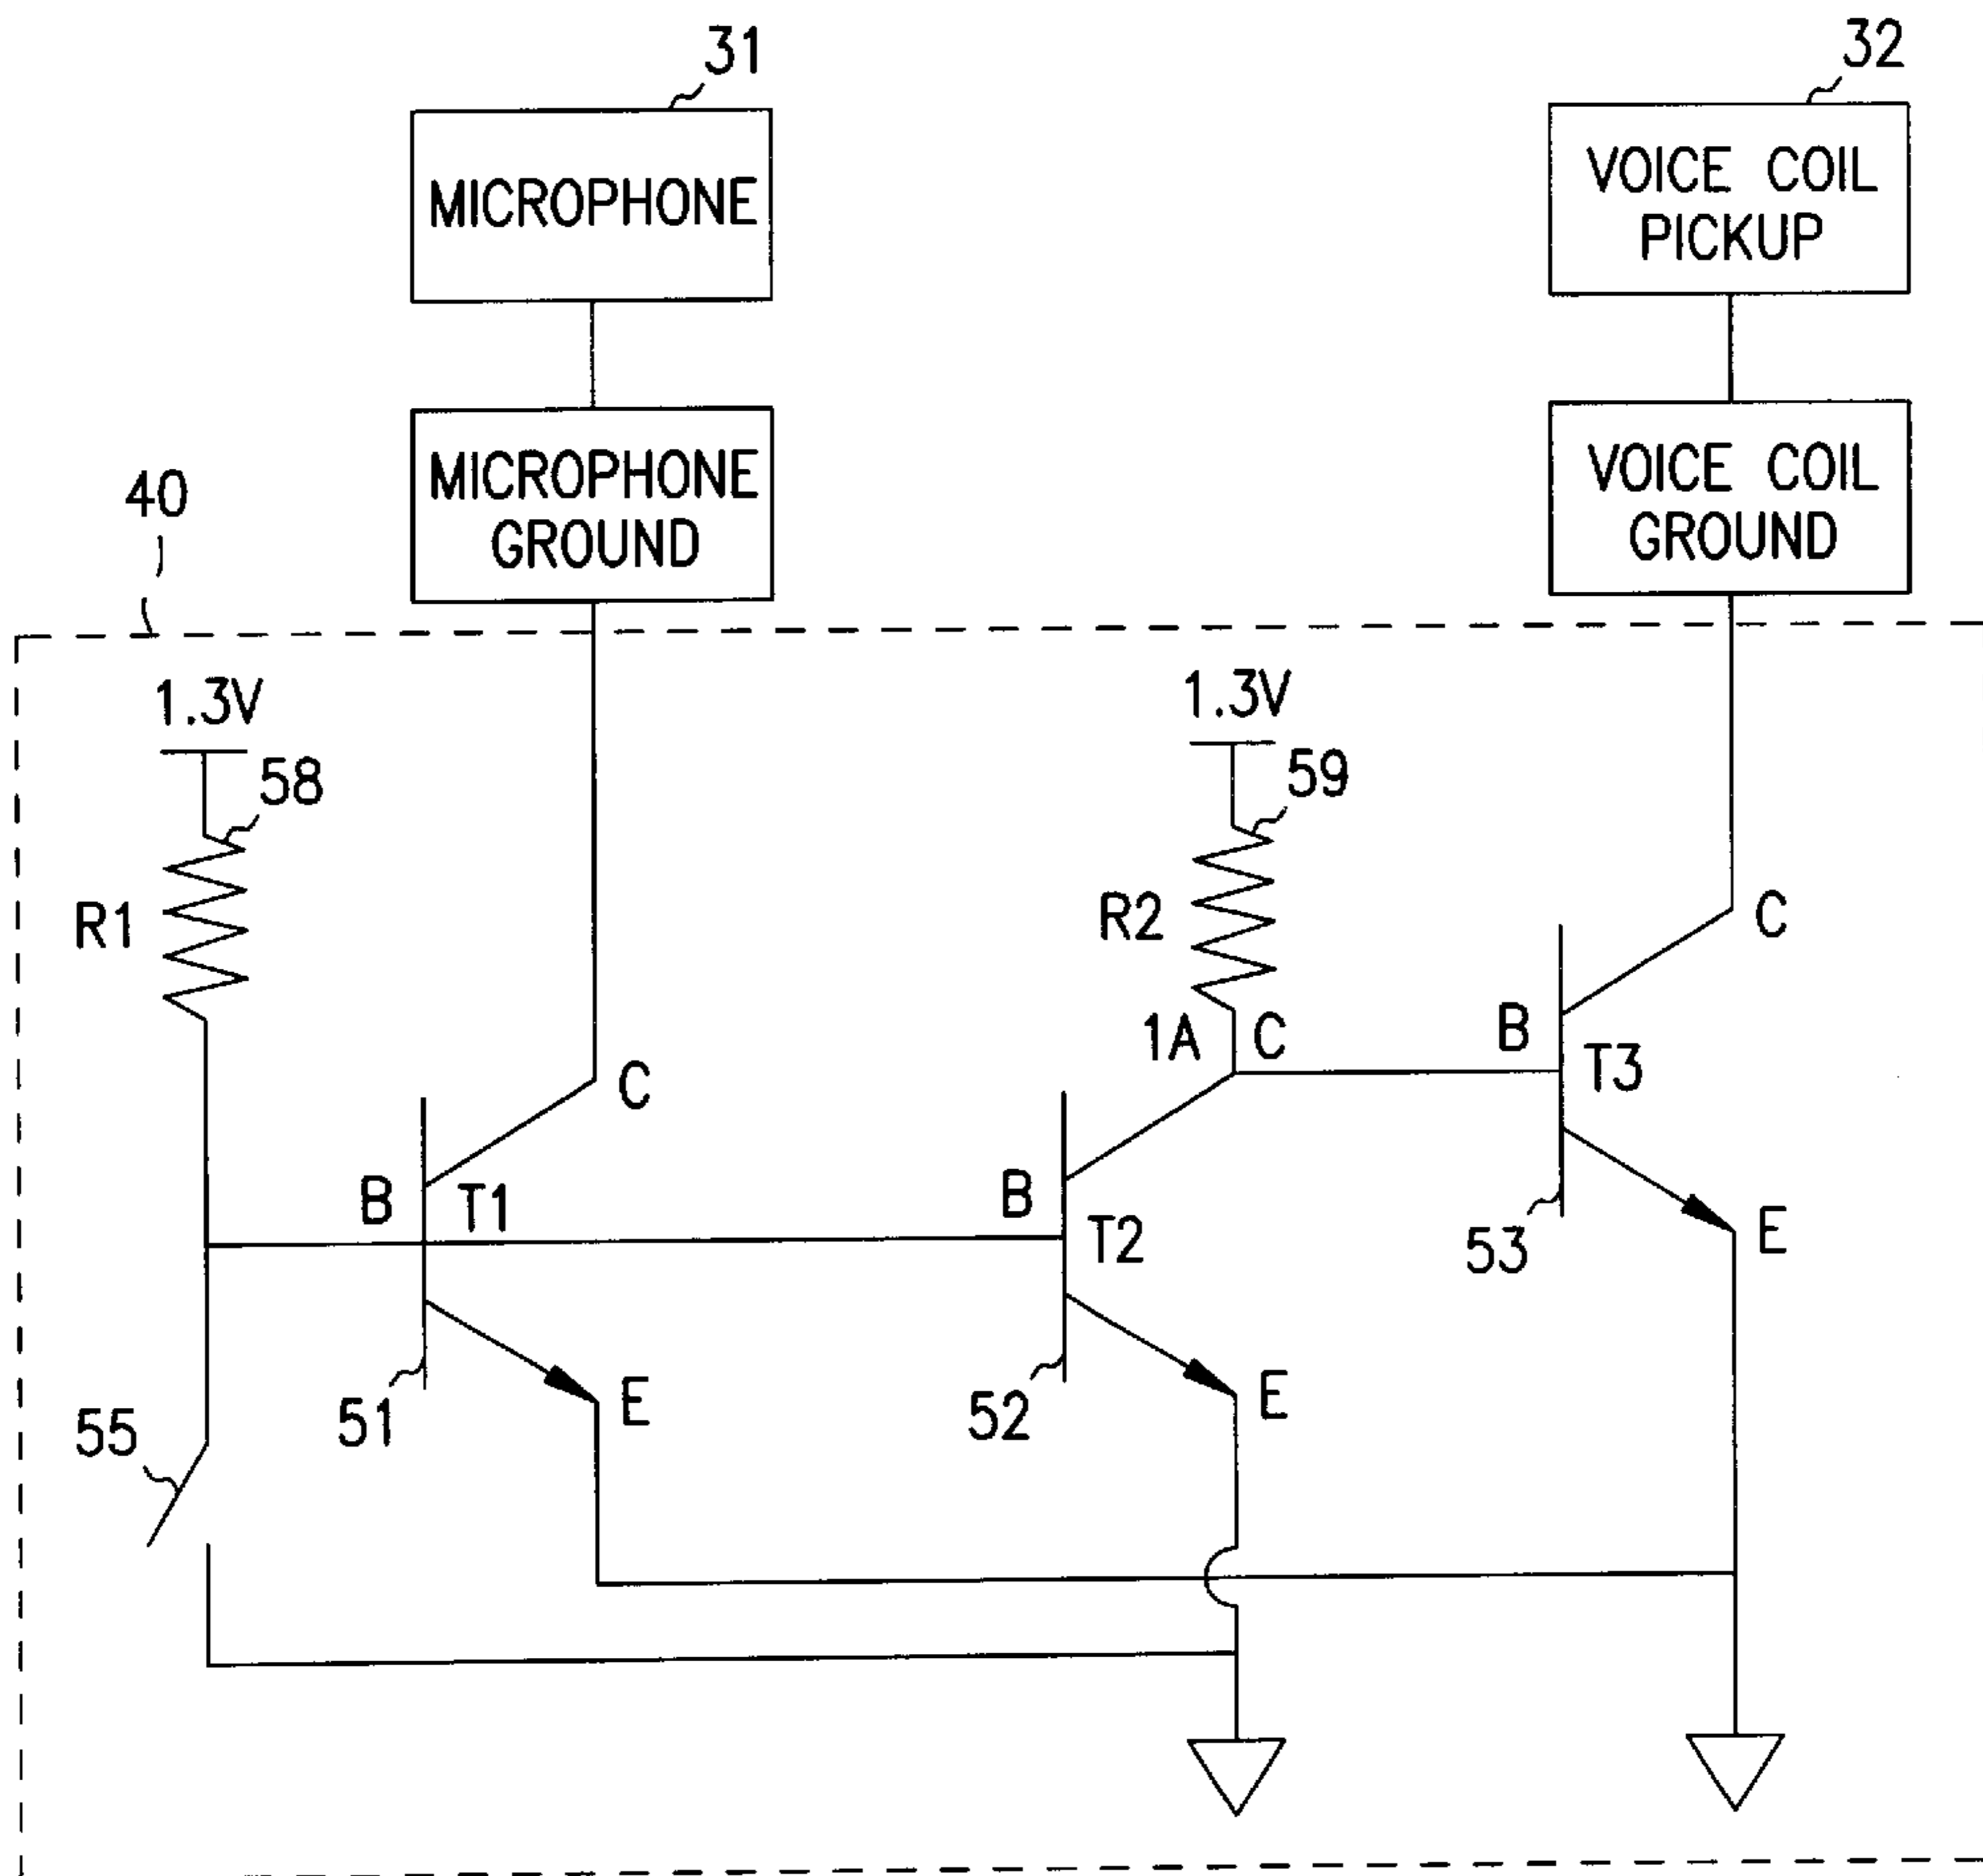 31
32
MICROPHONE
VOICE COIL
PICKUP
MICROPHONE
GROUND
VOICE COIL
GROUND
40
1.3V
1.3V
58
59
R1
R2
C
1A
C
B
T3
C
B
T1
B
T2
53
E
55
51
E
52
E